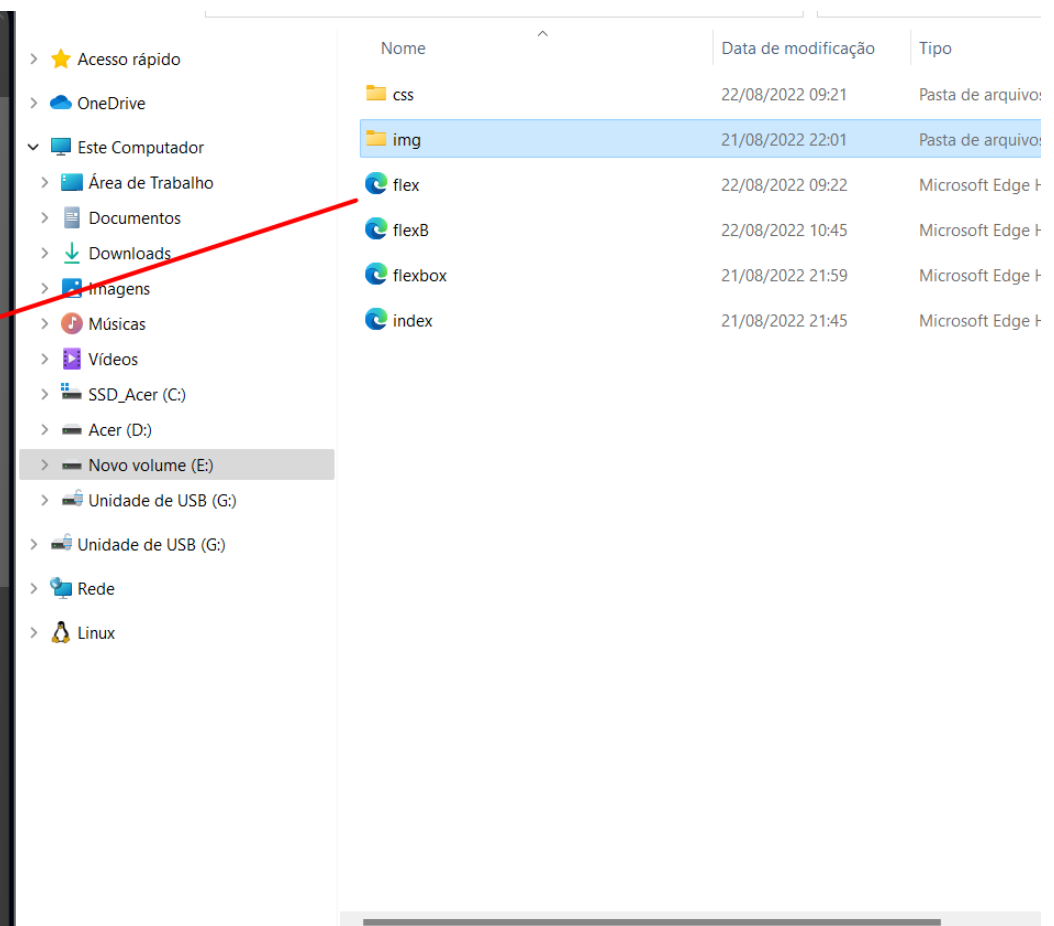 Nome Data de modificação Tipo
Acesso rápido
OneDrive
Este Computador
Área de Trabalho
Documentos
Downloads
Imagens
Músicas
Vídeos
SSD_Acer (C:)
Acer (D:)
Novo volume (E:)
Unidade de USB (G:)
Unidade de USB (G:)
Rede
Linux
css 22/08/2022 09:21 Pasta de arquivos
img 21/08/2022 22:01 Pasta de arquivos
flex 22/08/2022 09:22 Microsoft Edge H
flexB 22/08/2022 10:45 Microsoft Edge H
flexbox 21/08/2022 21:59 Microsoft Edge H
index 21/08/2022 21:45 Microsoft Edge H